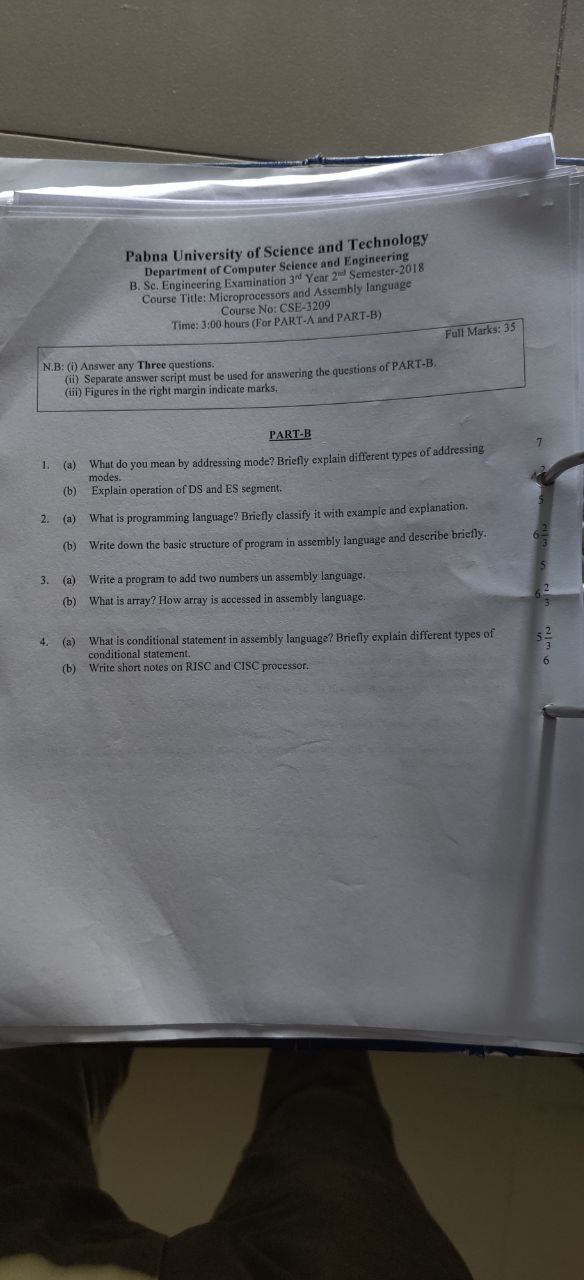 Pabna University of Science and Technology
Department of Computer Science and Engineering
B. Sc. Engineering Examination 3rd Year 2nd Semester-2018
Course Title: Microprocessors and Assembly language
Course No: CSE-3209
Time: 3:00 hours (For PART-A and PART-B)
Full Marks: 35
N.B: (i) Answer any Three questions.
(ii) Separate answer script must be used for answering the questions of PART-B.
(iii) Figures in the right margin indicate marks.
PART-B
1. (a) What do you mean by addressing mode? Briefly explain different types of addressing 7
modes.
(b) Explain operation of DS and ES segment.
2. (a) What is programming language? Briefly classify it with example and explanation. 5
(b) Write down the basic structure of program in assembly language and describe briefly. 6 2/3
3. (a) Write a program to add two numbers un assembly language. 5
(b) What is array? How array is accessed in assembly language. 6 2/3
4. (a) What is conditional statement in assembly language? Briefly explain different types of 5 2/3
conditional statement.
(b) Write short notes on RISC and CISC processor. 6